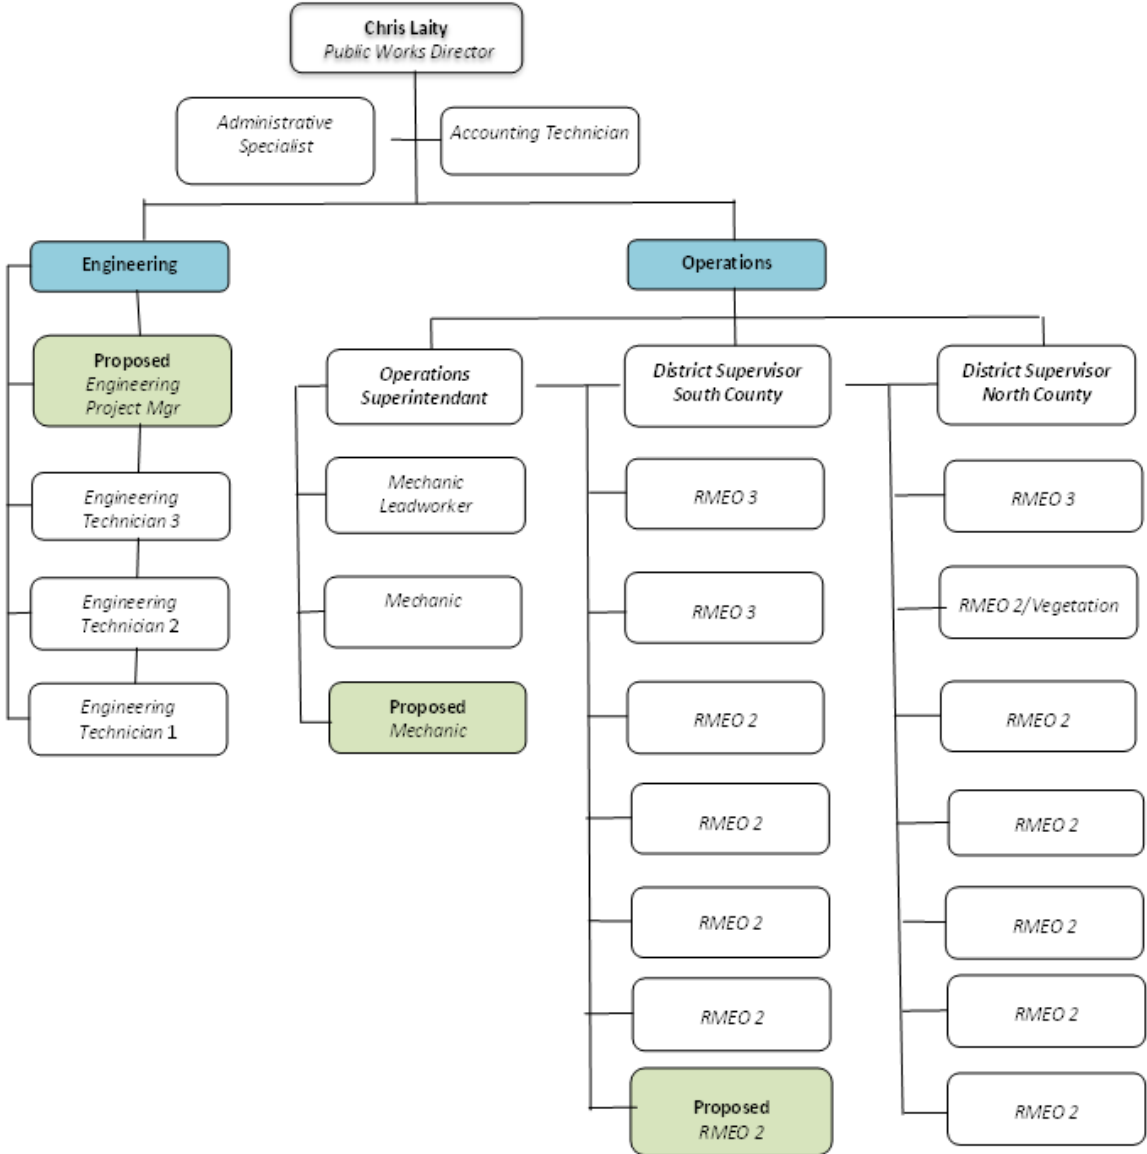 Chris Laity
Public Works Director
Administrative
Specialist
Accounting Technician
Engineering
Operations
Proposed
Engineering
Project Mgr
Engineering
Technician 3
Engineering
Technician 2
Engineering
Technician 1
Operations
Superintendant
Mechanic
Leadworker
Mechanic
Proposed
Mechanic
District Supervisor
South County
RMEO 3
RMEO 3
RMEO 2
RMEO 2
RMEO 2
RMEO 2
Proposed
RMEO 2
District Supervisor
North County
RMEO 3
RMEO 2/Vegetation
RMEO 2
RMEO 2
RMEO 2
RMEO 2
RMEO 2